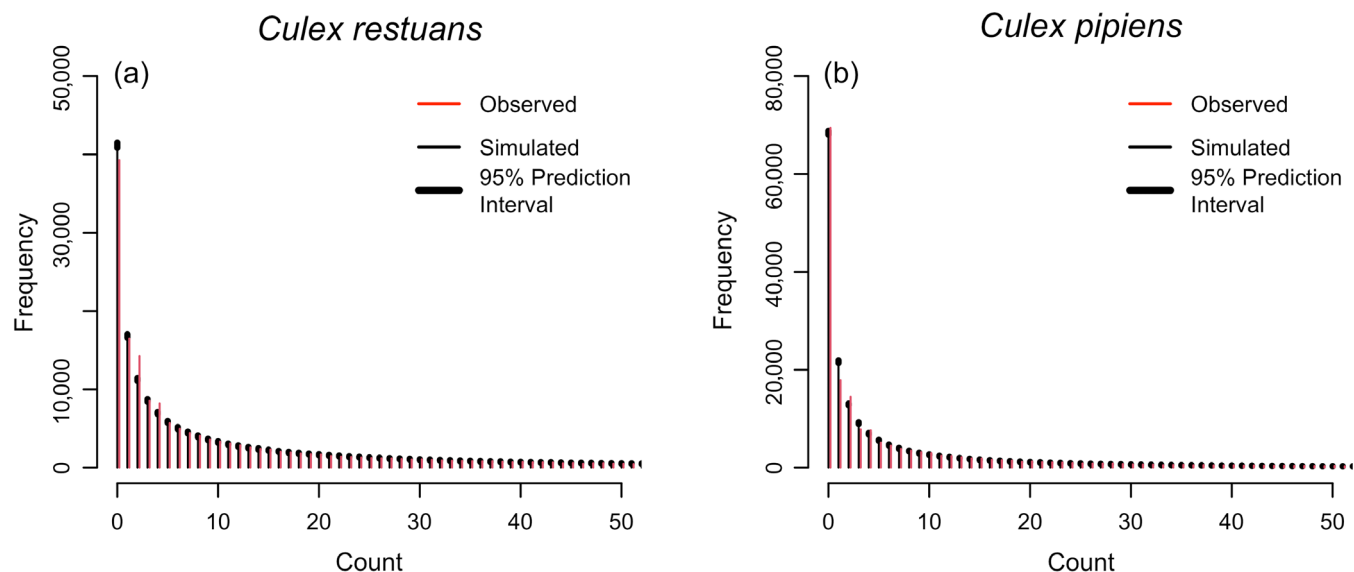 Culex restuans
(a)
50,000
30,000
10,000
0
Frequency
Observed
Simulated
95% Prediction
Interval
0 10 20 30 40 50
Count
Culex pipiens
(b)
80,000
60,000
40,000
20,000
0
Frequency
Observed
Simulated
95% Prediction
Interval
0 10 20 30 40 50
Count